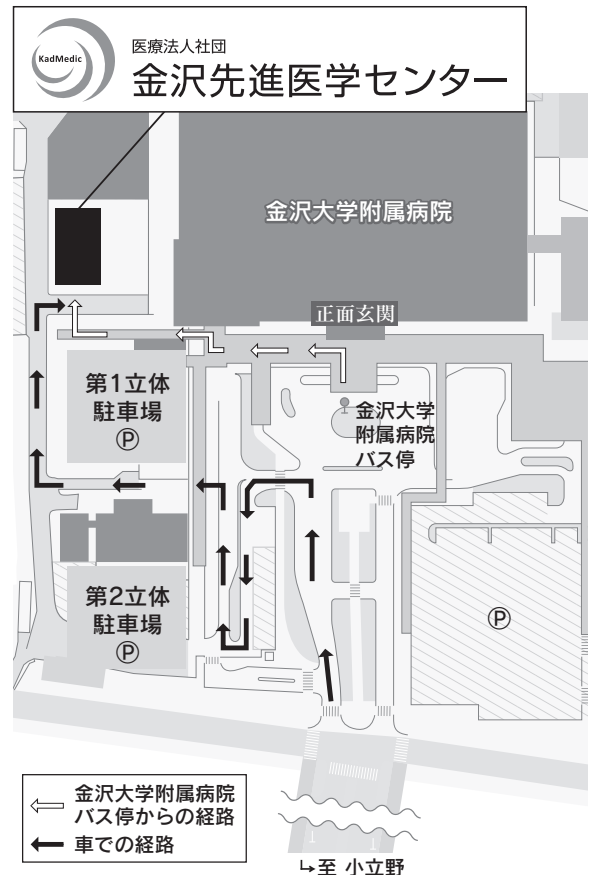 KadMedic
医療法人社団
金沢先進医学センター
金沢大学附属病院
正面玄関
第1立体
駐車場
Ⓟ
金沢大学
附属病院
バス停
第2立体
駐車場
Ⓟ
Ⓟ
金沢大学附属病院
バス停からの経路
車での経路
↳至 小立野